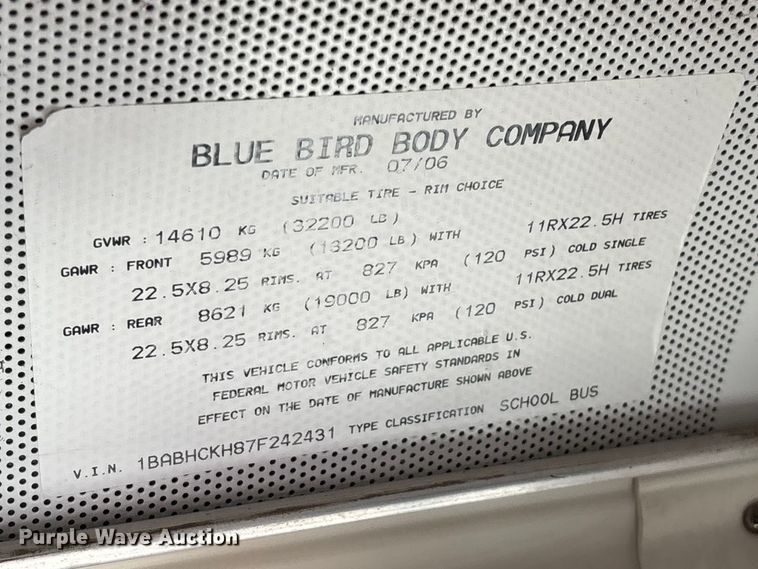 MANUFACTURED BY
BLUE BIRD BODY COMPANY
DATE OF MFR. 07/06
SUITABLE TIRE - RIM CHOICE
GVWR : 14610 KG (32200 LB)
GAWR : FRONT 5989 KG (13200 LB) WITH 11RX22.5H TIRES
22.5X8.25 RIMS. AT 827 KPA (120 PSI) COLD SINGLE
GAWR : REAR 8621 KG (19000 LB) WITH 11RX22.5H TIRES
22.5X8.25 RIMS. AT 827 KPA (120 PSI) COLD DUAL
THIS VEHICLE CONFORMS TO ALL APPLICABLE U.S.
FEDERAL MOTOR VEHICLE SAFETY STANDARDS IN
EFFECT ON THE DATE OF MANUFACTURE SHOWN ABOVE
V.I.N. 1BABHCKH87F242431 TYPE CLASSIFICATION SCHOOL BUS
Purple Wave Auction